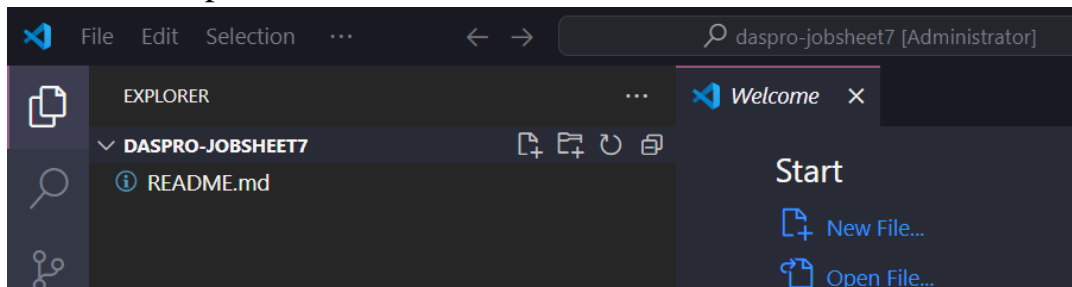 File Edit Selection ... daspro-jobsheet7 [Administrator]
EXPLORER ... Welcome
DASPRO-JOBSHEET7
README.md
Start
New File...
Open File...